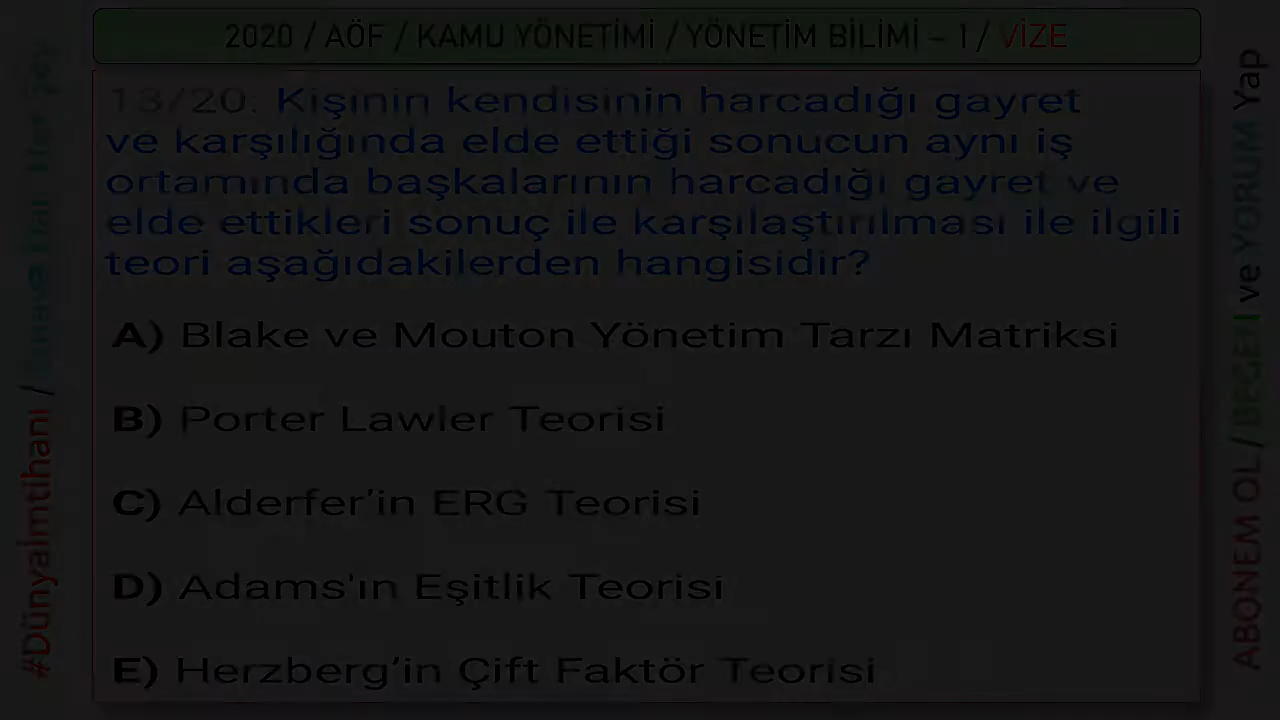 2020 / AÖF / KAMU YÖNETİMİ / YÖNETİM BİLİMİ – 1 / VİZE
13/20. Kişinin kendisinin harcadığı gayret
ve karşılığında elde ettiği sonucun aynı iş
ortamında başkalarının harcadığı gayret ve
elde ettikleri sonuç ile karşılaştırılması ile ilgili
teori aşağıdakilerden hangisidir?
A) Blake ve Mouton Yönetim Tarzı Matriksi
B) Porter Lawler Teorisi
C) Alderfer’in ERG Teorisi
D) Adams'ın Eşitlik Teorisi
E) Herzberg’in Çift Faktör Teorisi
#Dünyaimtihanı /
ABONEM OL / BEĞEN ve YORUM Yap